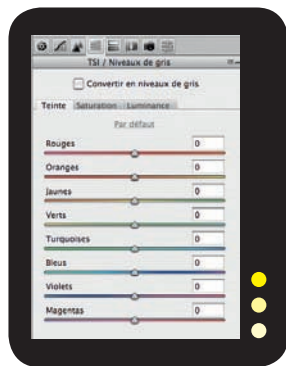 TSI / Niveaux de gris
Convertir en niveaux de gris
Teinte Saturation Luminance
Par défaut
Rouges 0
Oranges 0
Jaunes 0
Verts 0
Turquoises 0
Bleus 0
Violets 0
Magentas 0